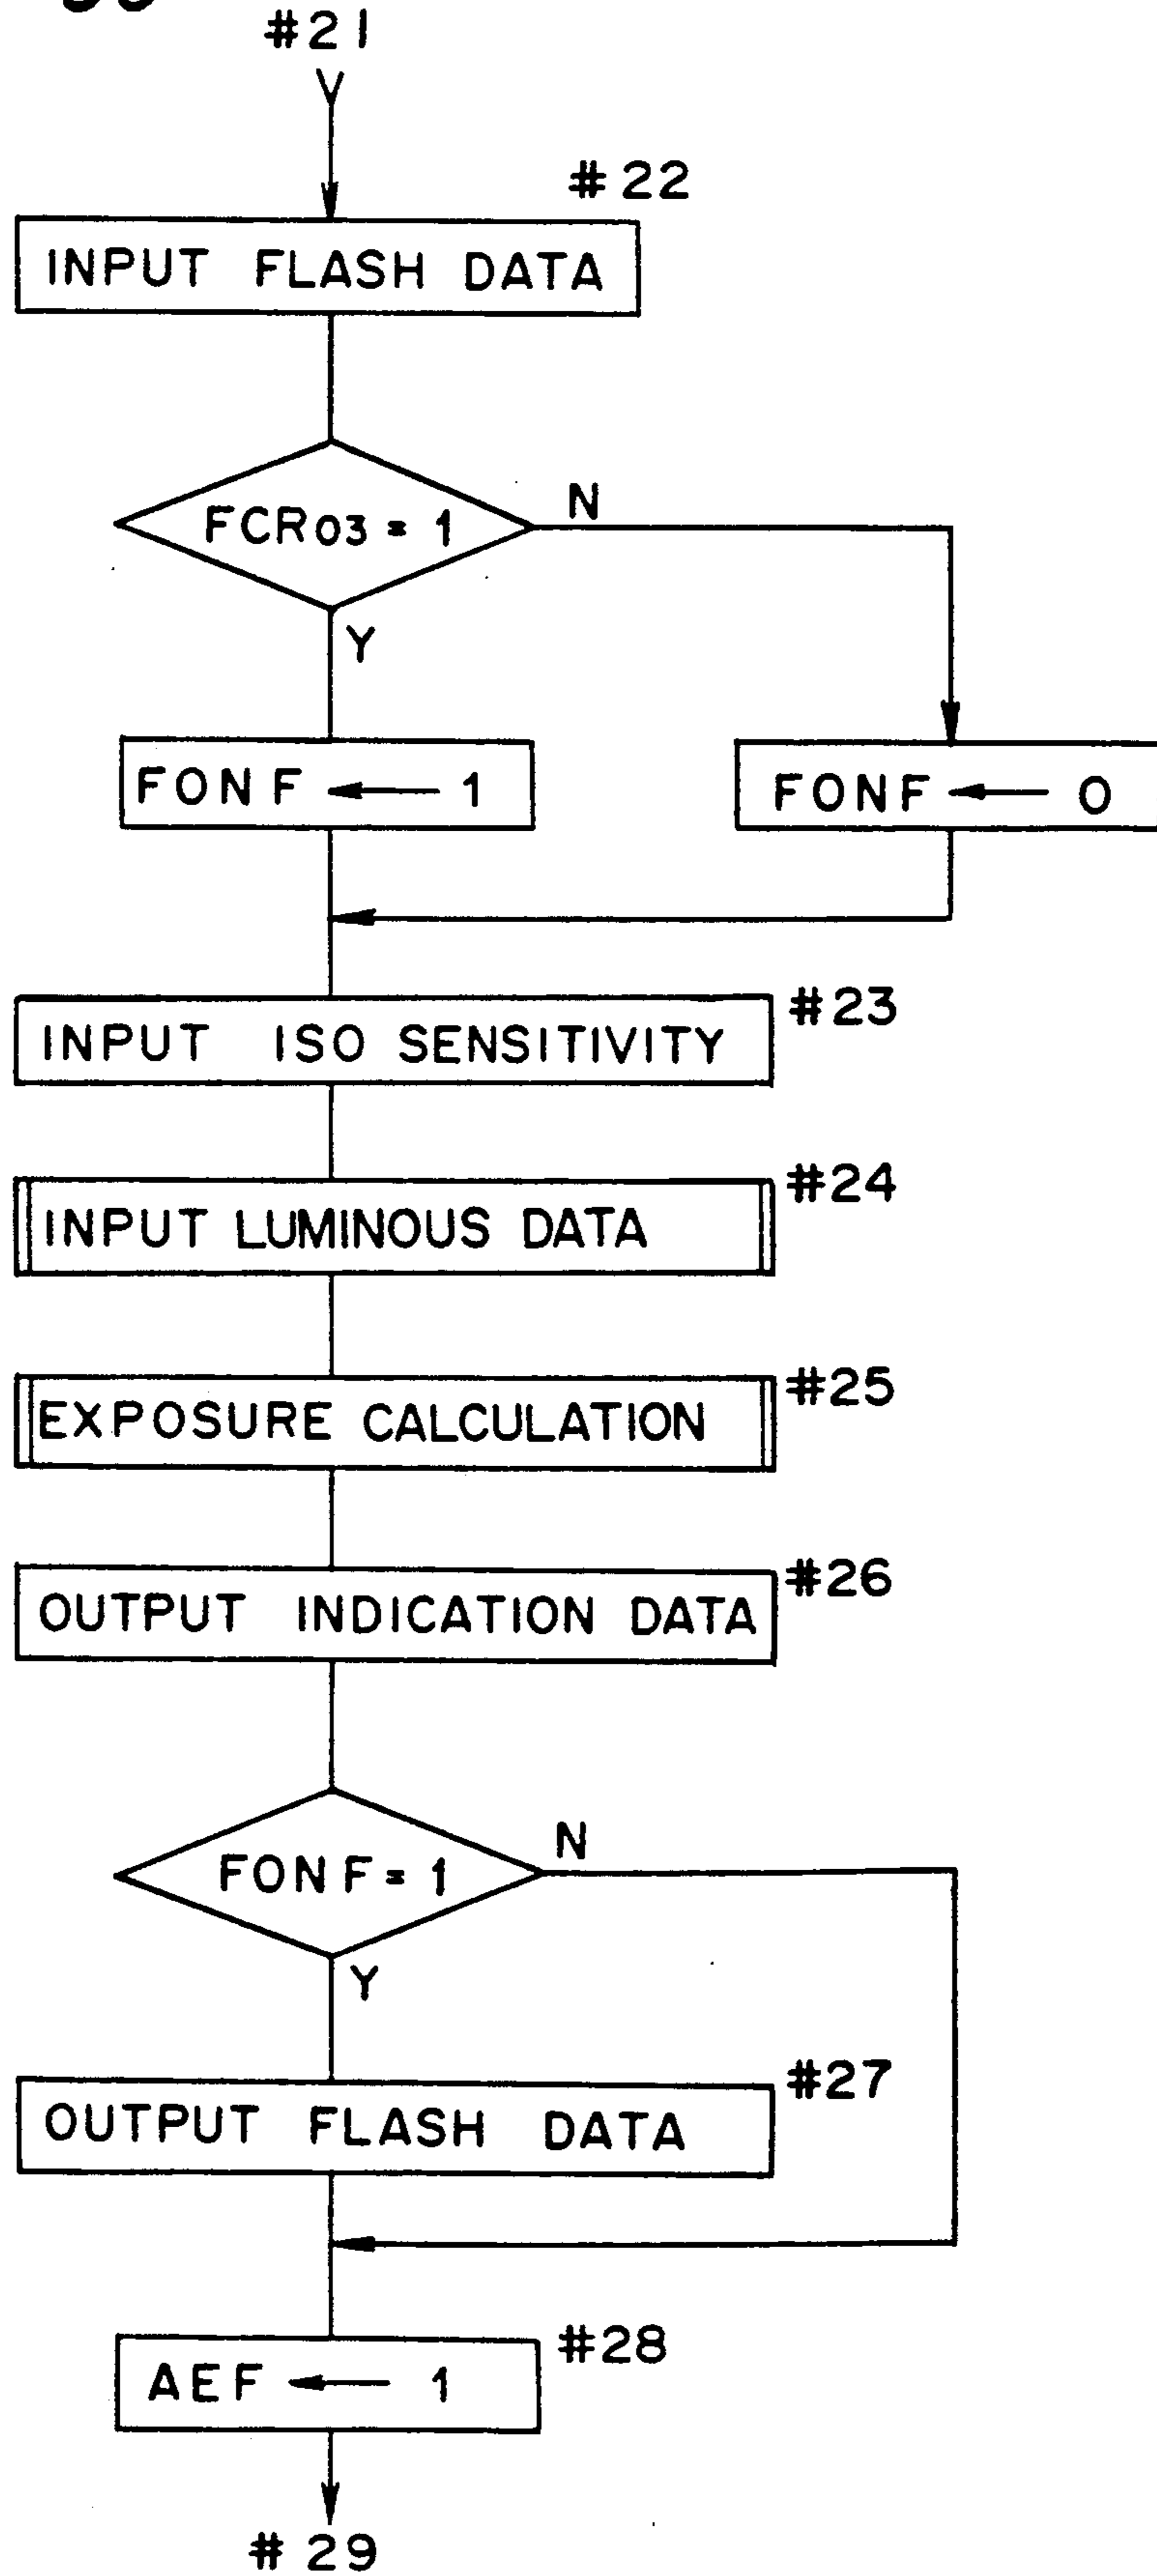 #21
#22
INPUT FLASH DATA
FCR03 = 1
N
Y
FONF ← 1
FONF ← 0
INPUT ISO SENSITIVITY
#23
INPUT LUMINOUS DATA
#24
EXPOSURE CALCULATION
#25
OUTPUT INDICATION DATA
#26
FONF = 1
N
Y
OUTPUT FLASH DATA
#27
AEF ← 1
#28
#29